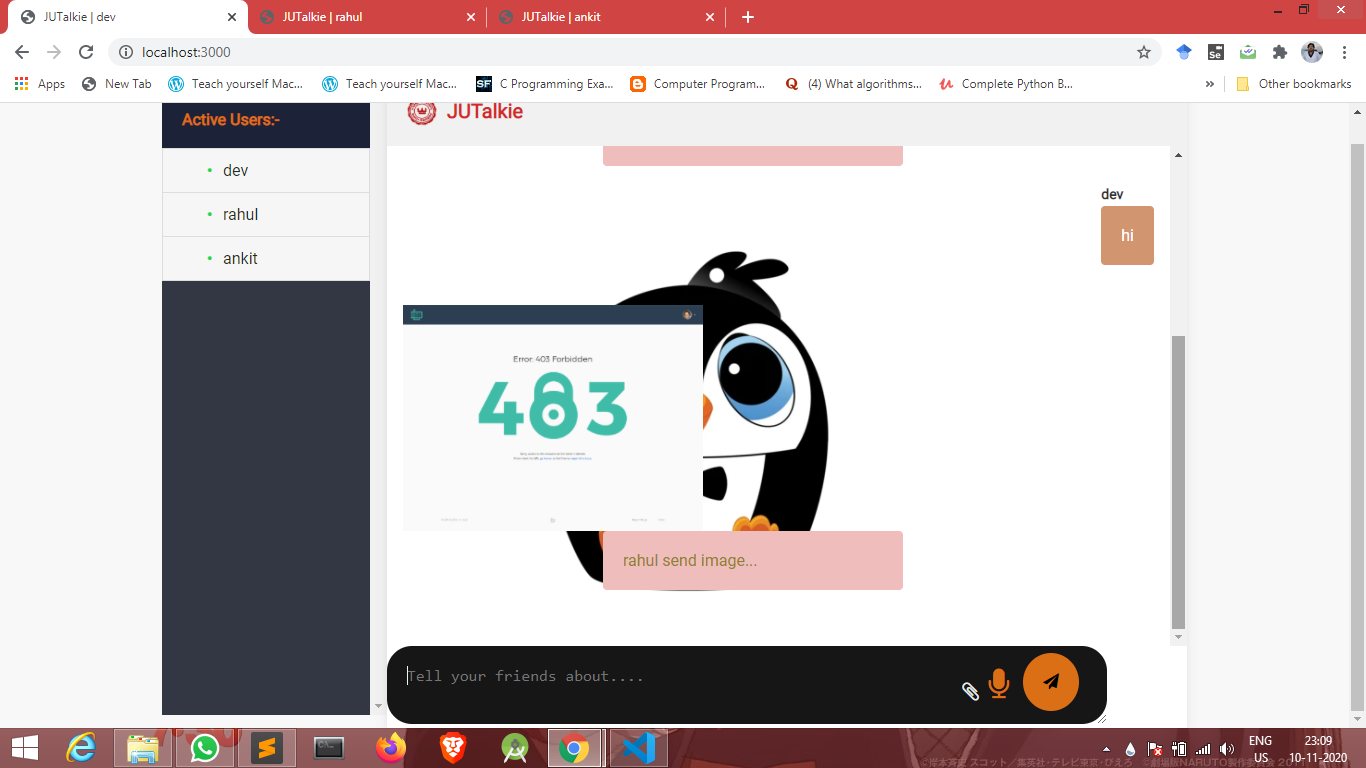 JUTalkie | dev
JUTalkie | rahul
JUTalkie | ankit
localhost:3000
Apps
New Tab
Teach yourself Mac...
Teach yourself Mac...
SF
C Programming Exa...
Computer Program...
(4) What algorithms...
Complete Python B...
»
Other bookmarks
Active Users:-
JUTalkie
dev
rahul
ankit
dev
hi
Error: 403 Forbidden
403
rahul send image...
Tell your friends about....
ENG
US
23:09
10-11-2020